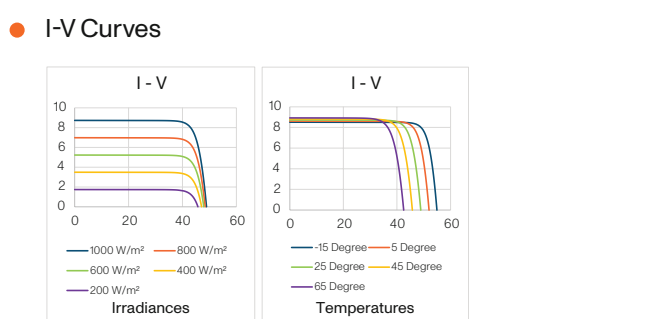 I-V Curves
I - V
10
8
6
4
2
0
0 20 40 60
1000 W/m² 800 W/m²
600 W/m² 400 W/m²
200 W/m²
Irradiances
I - V
10
8
6
4
2
0
0 20 40 60
-15 Degree 5 Degree
25 Degree 45 Degree
65 Degree
Temperatures